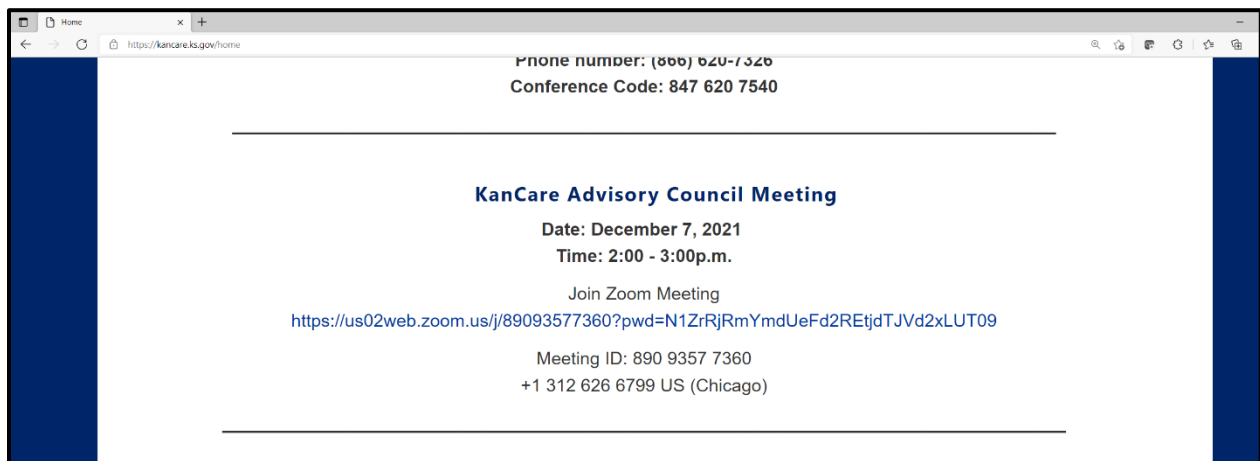 Home
https://kancare.ks.gov/home
Phone number: (866) 620-7326
Conference Code: 847 620 7540
KanCare Advisory Council Meeting
Date: December 7, 2021
Time: 2:00 - 3:00p.m.
Join Zoom Meeting
https://us02web.zoom.us/j/89093577360?pwd=N1ZrRjRmYmdUeFd2REtjdTJVd2xLUT09
Meeting ID: 890 9357 7360
+1 312 626 6799 US (Chicago)